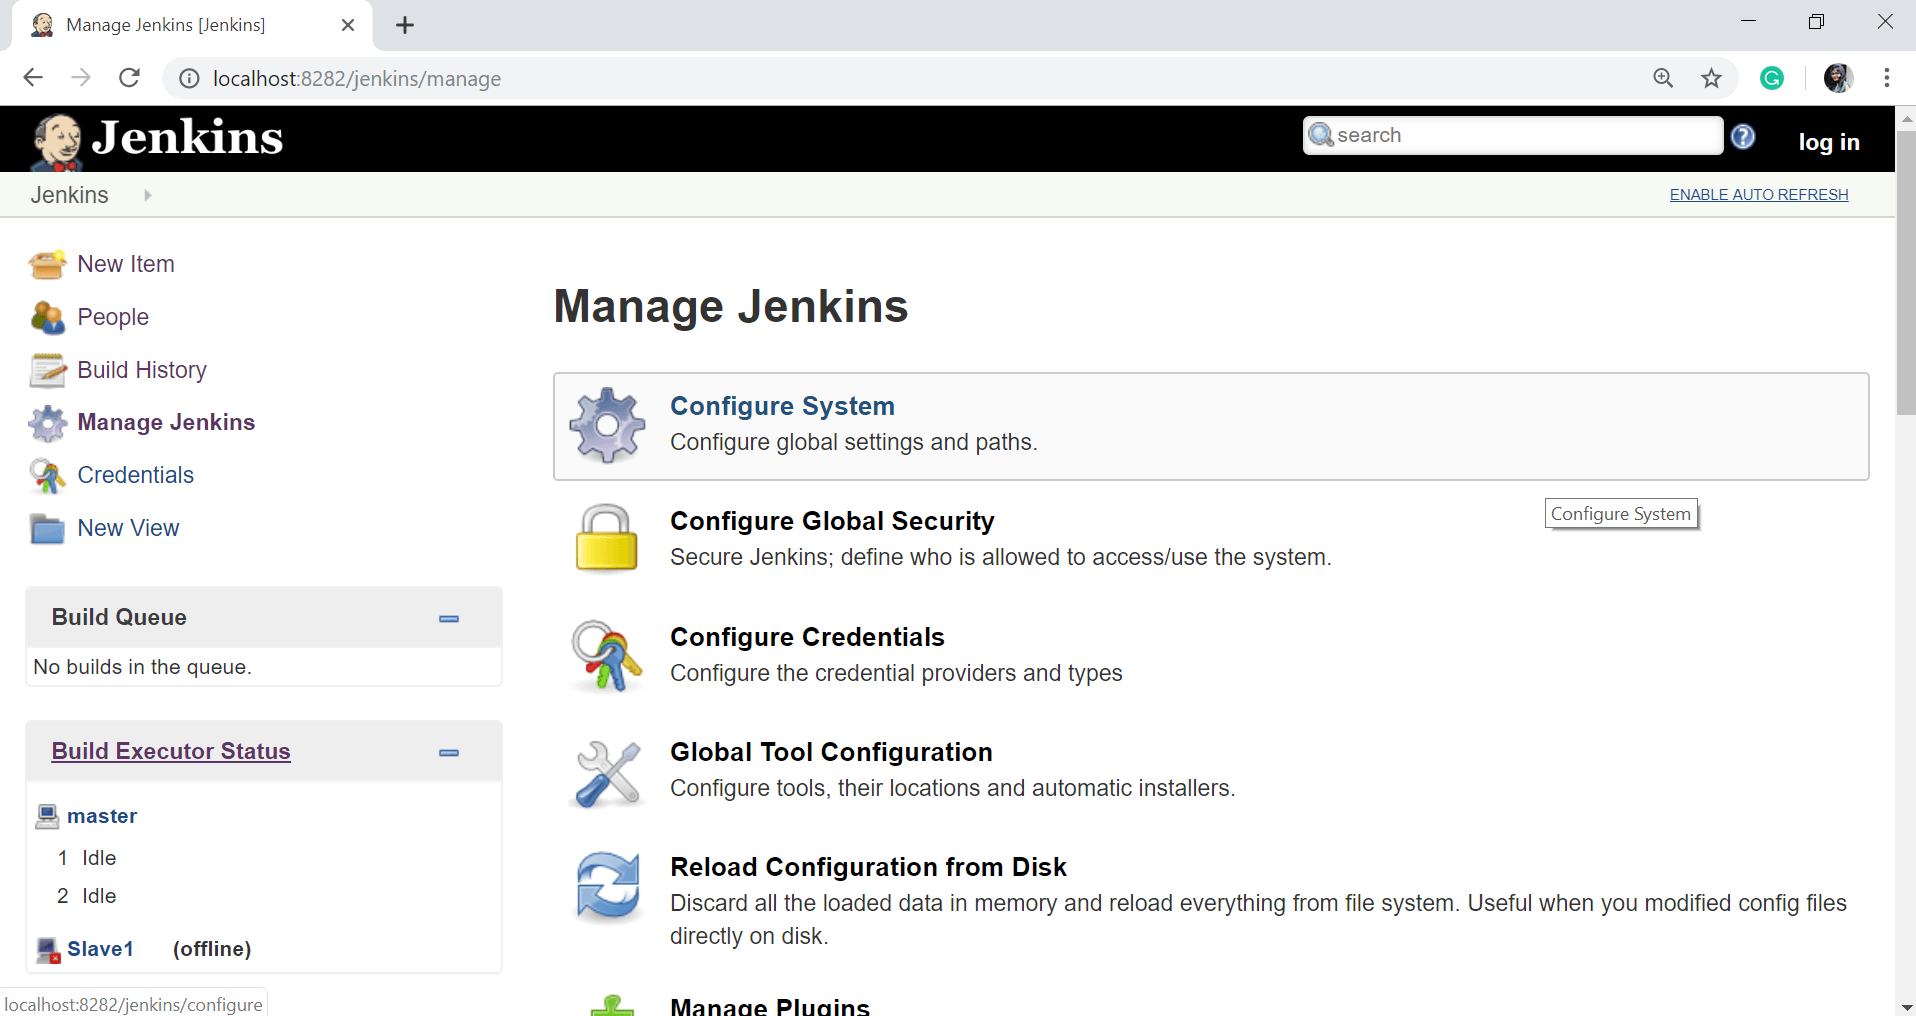 Manage Jenkins [Jenkins]
localhost:8282/jenkins/manage
Jenkins
search
log in
Jenkins
ENABLE AUTO REFRESH
New Item
People
Build History
Manage Jenkins
Credentials
New View
Build Queue
No builds in the queue.
Build Executor Status
master
1 Idle
2 Idle
Slave1 (offline)
localhost:8282/jenkins/configure
Manage Jenkins
Configure System
Configure global settings and paths.
Configure System
Configure Global Security
Secure Jenkins; define who is allowed to access/use the system.
Configure Credentials
Configure the credential providers and types
Global Tool Configuration
Configure tools, their locations and automatic installers.
Reload Configuration from Disk
Discard all the loaded data in memory and reload everything from file system. Useful when you modified config files
directly on disk.
Manage Plugins